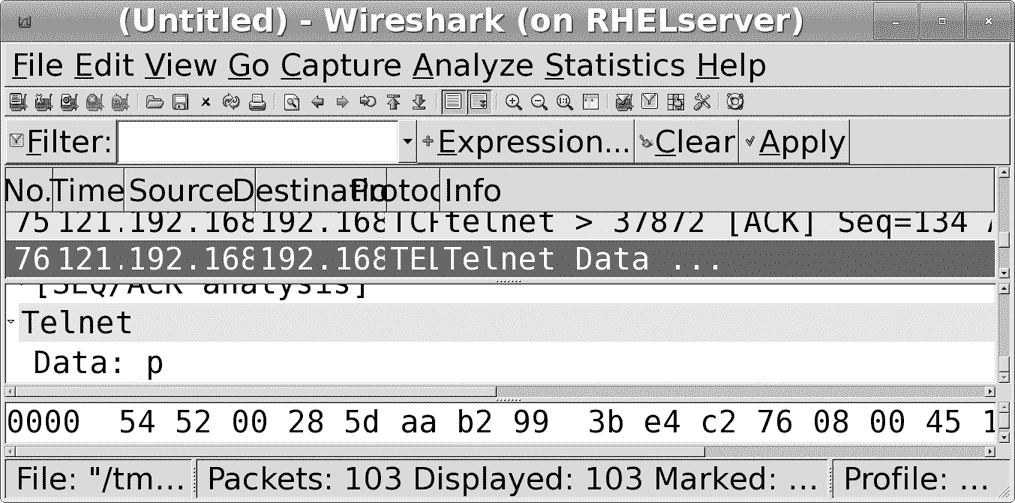 (Untitled) - Wireshark (on RHELserver)
File Edit View Go Capture Analyze Statistics Help
Filter: Expression... Clear Apply
No. Time Source Destinatio Protoc Info
75 121. 192.168 192.168 TCP telnet > 37872 [ACK] Seq=134
76 121. 192.168 192.168 TEL Telnet Data ...
[SEQ/ACK analysis]
Telnet
Data: p
0000 54 52 00 28 5d aa b2 99 3b e4 c2 76 08 00 45 1
File: "/tm... Packets: 103 Displayed: 103 Marked: ... Profile: ...